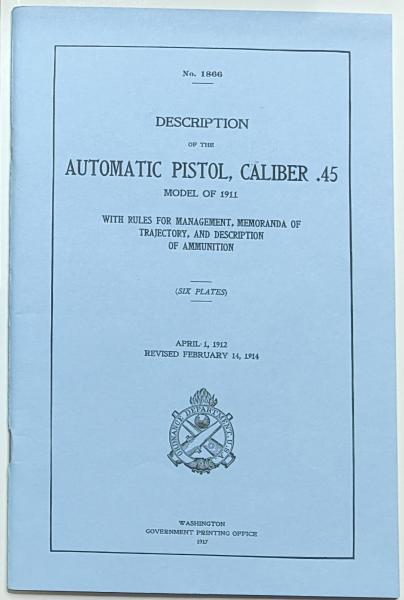 No. 1866
DESCRIPTION
OF THE
AUTOMATIC PISTOL, CALIBER .45
MODEL OF 1911
WITH RULES FOR MANAGEMENT, MEMORANDA OF
TRAJECTORY, AND DESCRIPTION
OF AMMUNITION
(SIX PLATES)
APRIL 1, 1912
REVISED FEBRUARY 14, 1914
ORDNANCE DEPARTMENT, U.S.A.
WASHINGTON
GOVERNMENT PRINTING OFFICE
1917